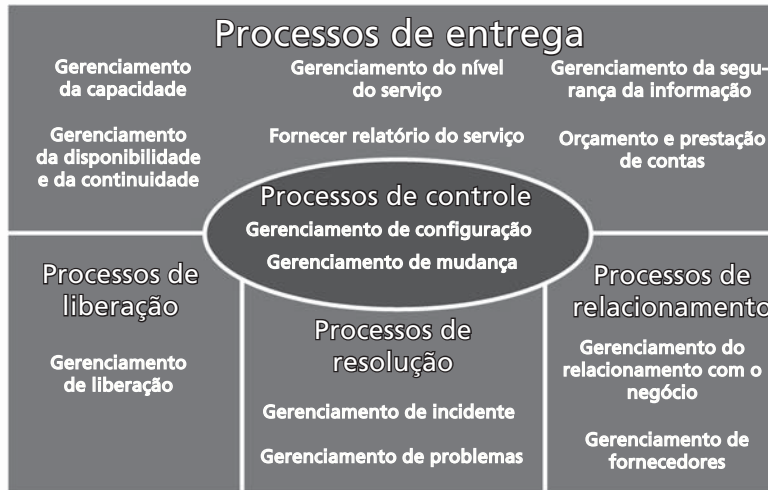 Processos de entrega
Gerenciamento
da capacidade
Gerenciamento do nível
do serviço
Gerenciamento da segu-
rança da informação
Gerenciamento
da disponibilidade
e da continuidade
Fornecer relatório do serviço
Orçamento e prestação
de contas
Processos de controle
Gerenciamento de configuração
Gerenciamento de mudança
Processos de
liberação
Gerenciamento
de liberação
Processos de
resolução
Gerenciamento de incidente
Gerenciamento de problemas
Processos de
relacionamento
Gerenciamento do
relacionamento com o
negócio
Gerenciamento de
fornecedores